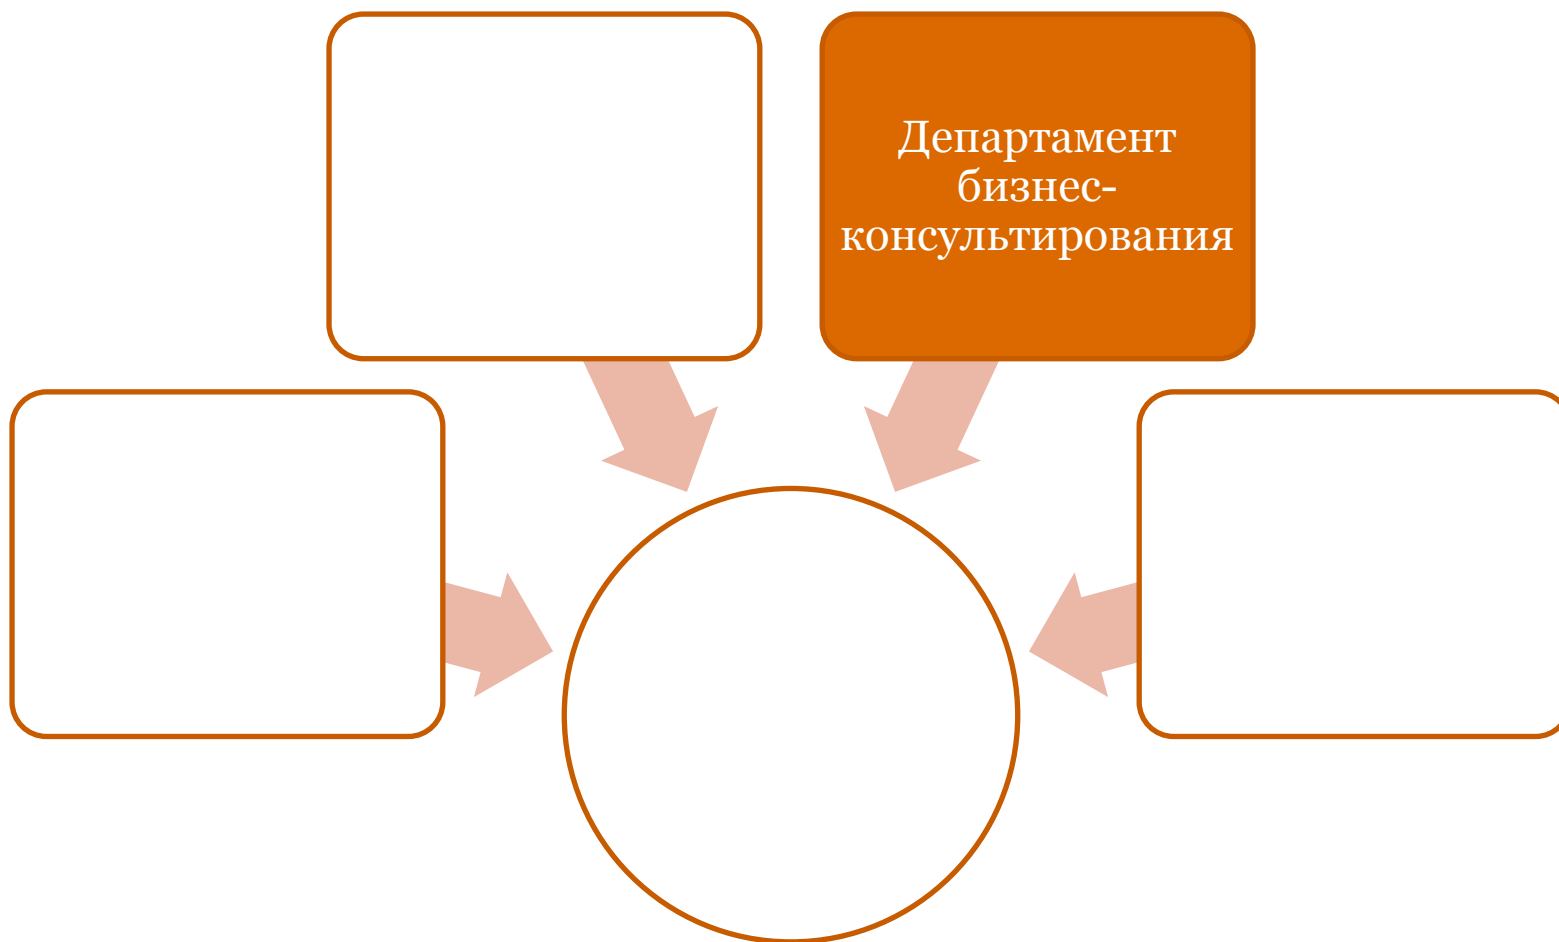 Департамент
бизнес-
консультирования